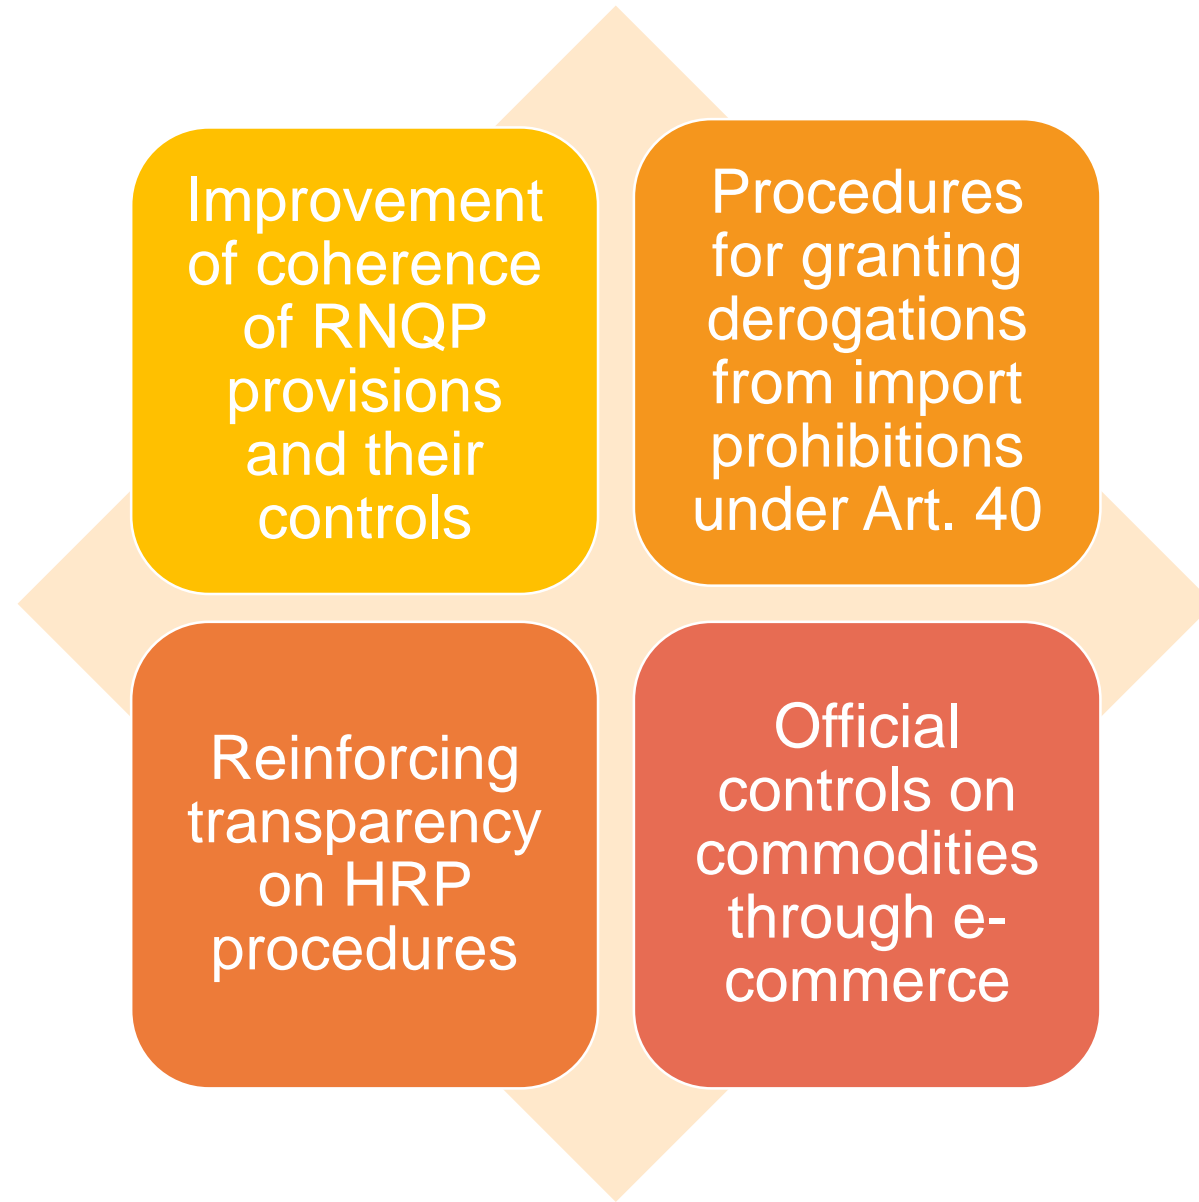 Improvement
of coherence
of RNQP
provisions
and their
controls
Procedures
for granting
derogations
from import
prohibitions
under Art. 40
Reinforcing
transparency
on HRP
procedures
Official
controls on
commodities
through e-
commerce